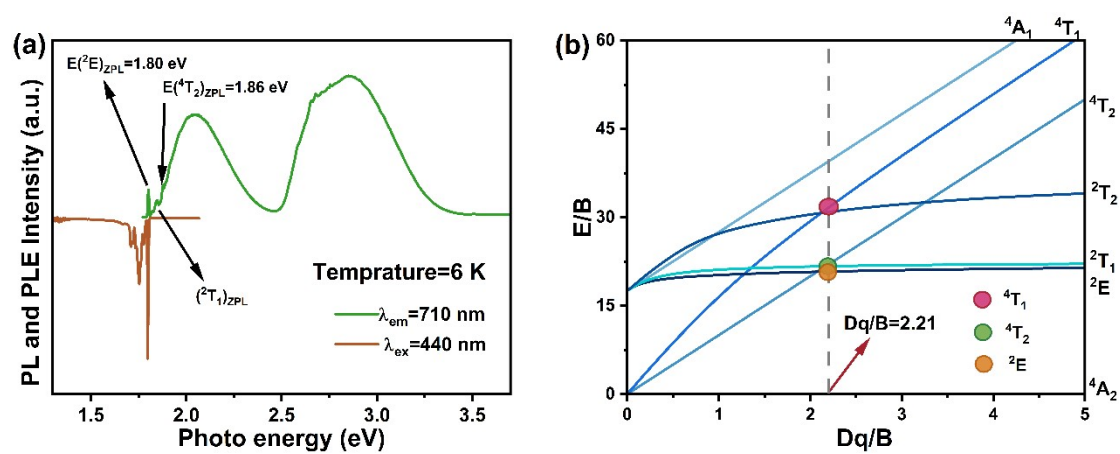 (a)
E(²E)ZPL=1.80 eV
E(⁴T₂)ZPL=1.86 eV
(²T₁)ZPL
Temprature=6 K
λem=710 nm
λex=440 nm
PL and PLE Intensity (a.u.)
1.5 2.0 2.5 3.0 3.5
Photo energy (eV)
(b)
⁴A₁ ⁴T₁
60
45
30
15
0
E/B
⁴T₂
²T₂
²T₁
²E
⁴A₂
⁴T₁
⁴T₂
²E
Dq/B=2.21
0 1 2 3 4 5
Dq/B